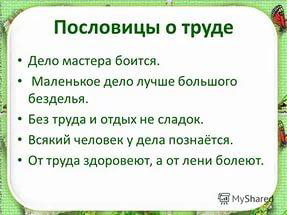 Пословицы о труде
• Дело мастера боится.
• Маленькое дело лучше большого
безделья.
• Без труда и отдых не сладок.
• Всякий человек у дела познаётся.
• От труда здоровеют, а от лени болеют.
MyShared